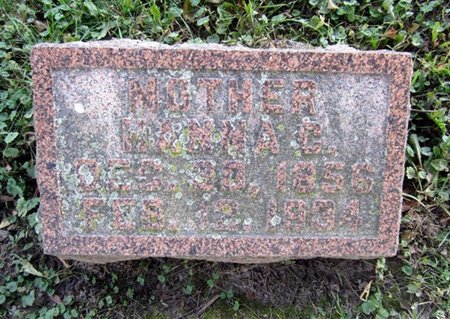 MOTHER
HANNA C.
DEC. 30, 1856
FEB. 12, 1934